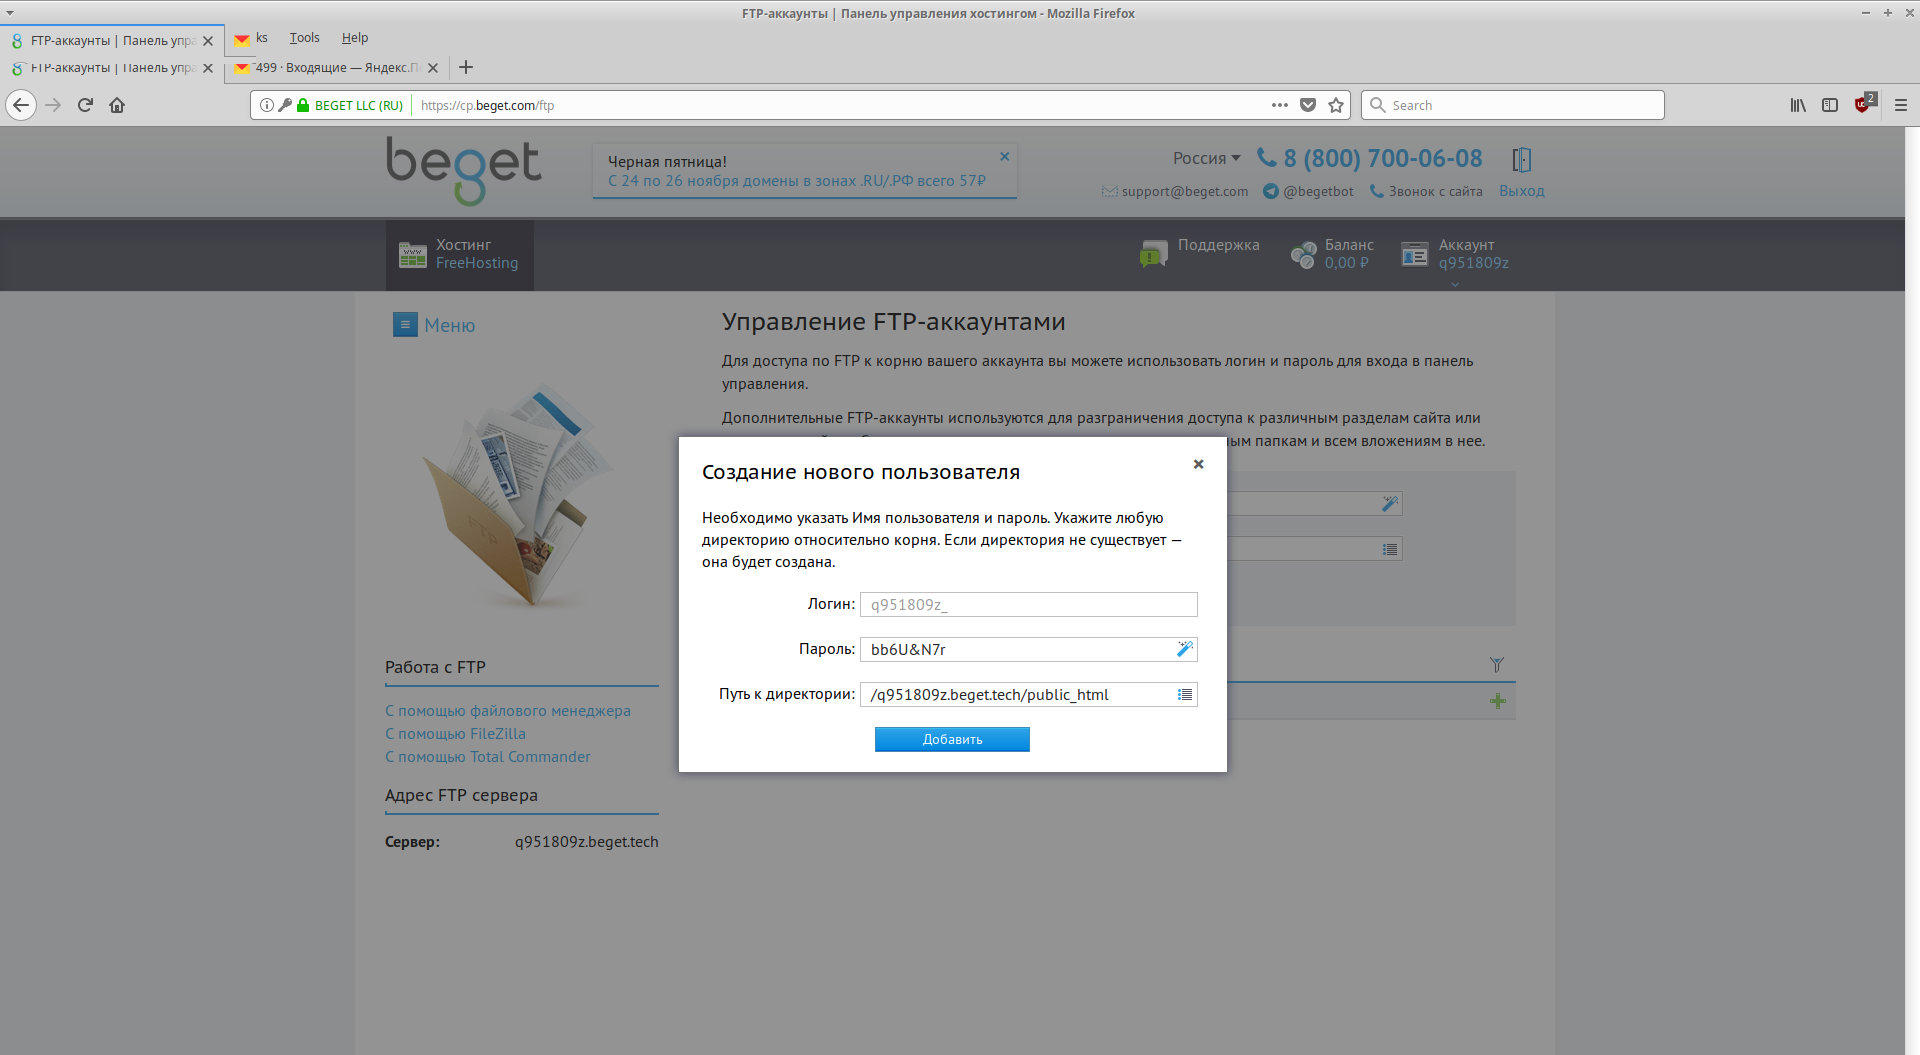 FTP-аккаунты | Панель управления хостингом - Mozilla Firefox
FTP-аккаунты | Панель упра
ks Tools Help
FTP-аккаунты | Панель упра
499 · Входящие — Яндекс.П
BEGET LLC (RU) https://cp.beget.com/ftp
Search
2
beget
Черная пятница!
С 24 по 26 ноября домены в зонах .RU/.РФ всего 57₽
Россия 8 (800) 700-06-08
support@beget.com @begetbot Звонок с сайта Выход
Хостинг
FreeHosting
Поддержка
Баланс
0,00 ₽
Аккаунт
q951809z
Меню
Управление FTP-аккаунтами
Для доступа по FTP к корню вашего аккаунта вы можете использовать логин и пароль для входа в панель
управления.
Дополнительные FTP-аккаунты используются для разграничения доступа к различным разделам сайта или
ным папкам и всем вложениям в нее.
FTP
Создание нового пользователя
Необходимо указать Имя пользователя и пароль. Укажите любую
директорию относительно корня. Если директория не существует —
она будет создана.
Логин: q951809z_
Пароль: bb6U&N7r
Путь к директории: /q951809z.beget.tech/public_html
Добавить
Работа с FTP
С помощью файлового менеджера
С помощью FileZilla
С помощью Total Commander
Адрес FTP сервера
Сервер: q951809z.beget.tech